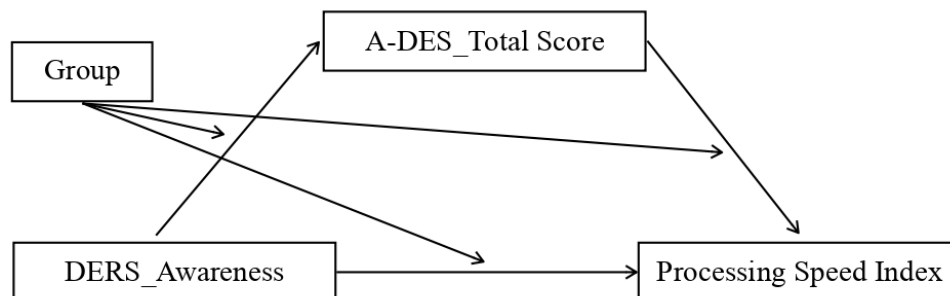 A-DES_Total Score
Group
DERS_Awareness
Processing Speed Index